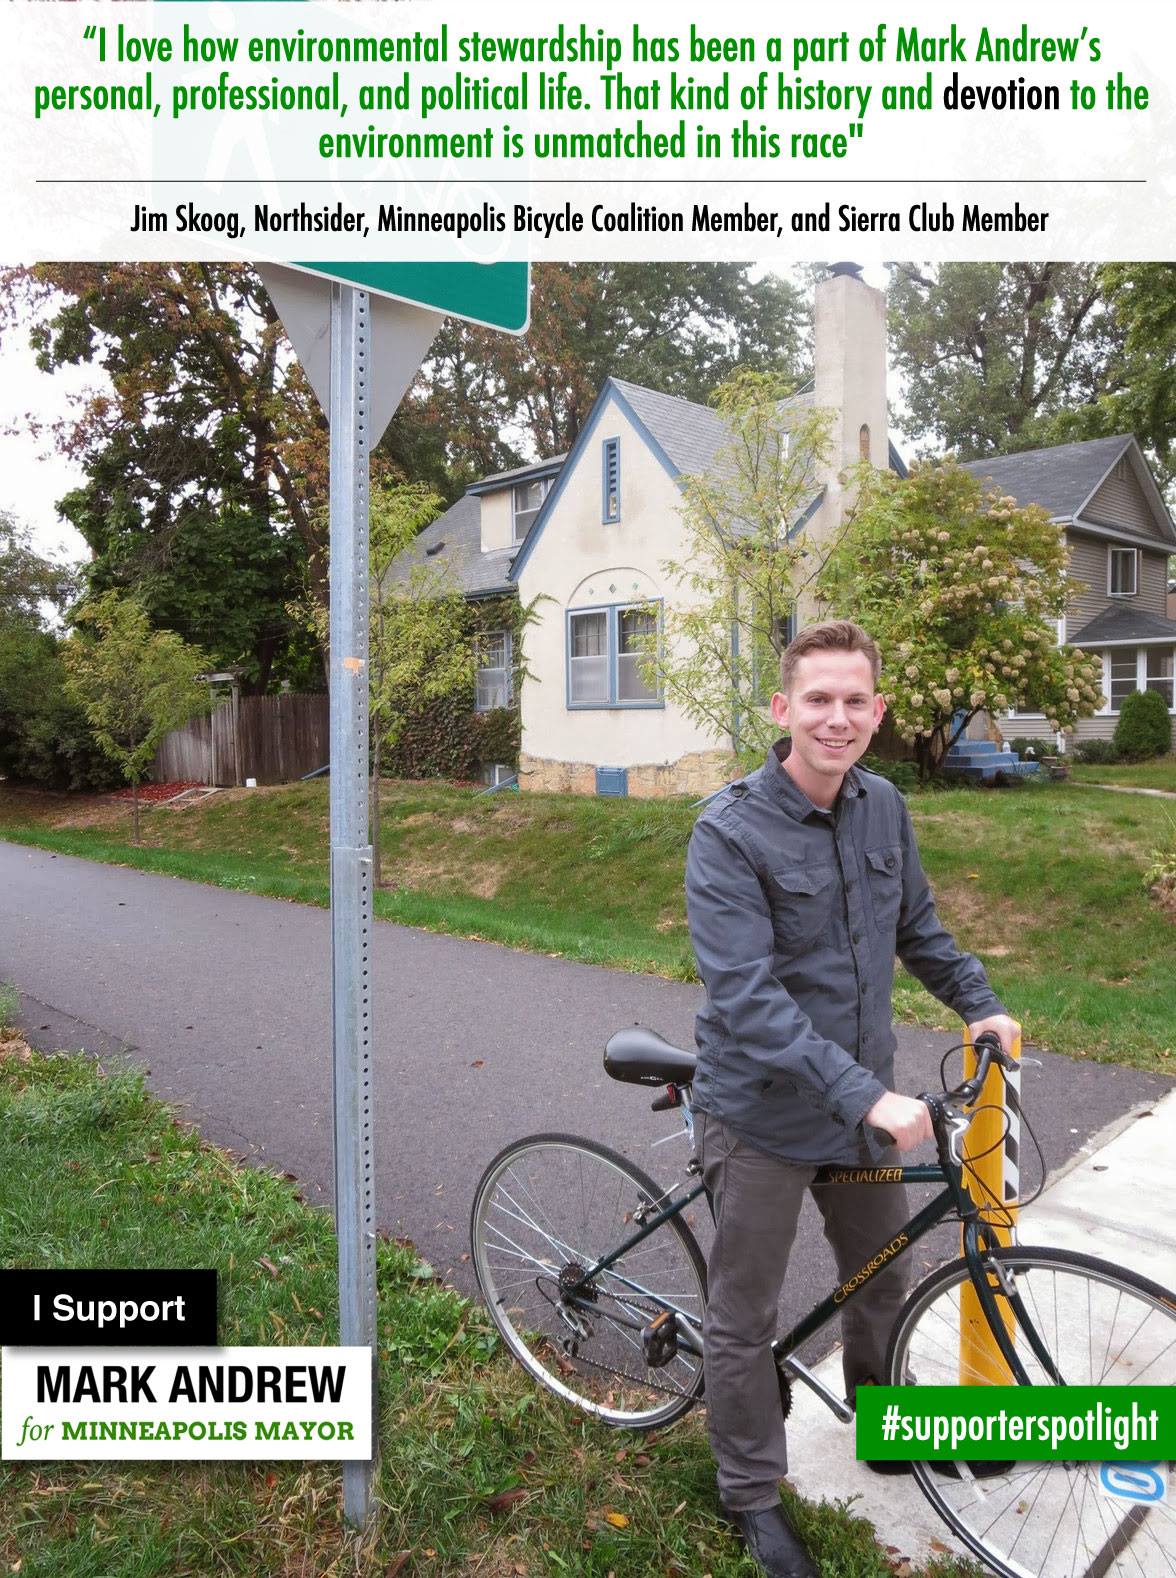 “I love how environmental stewardship has been a part of Mark Andrew’s
personal, professional, and political life. That kind of history and devotion to the
environment is unmatched in this race"
Jim Skoog, Northsider, Minneapolis Bicycle Coalition Member, and Sierra Club Member
SPECIALIZED
CROSSROADS
I Support
MARK ANDREW
for MINNEAPOLIS MAYOR
#supporterspotlight